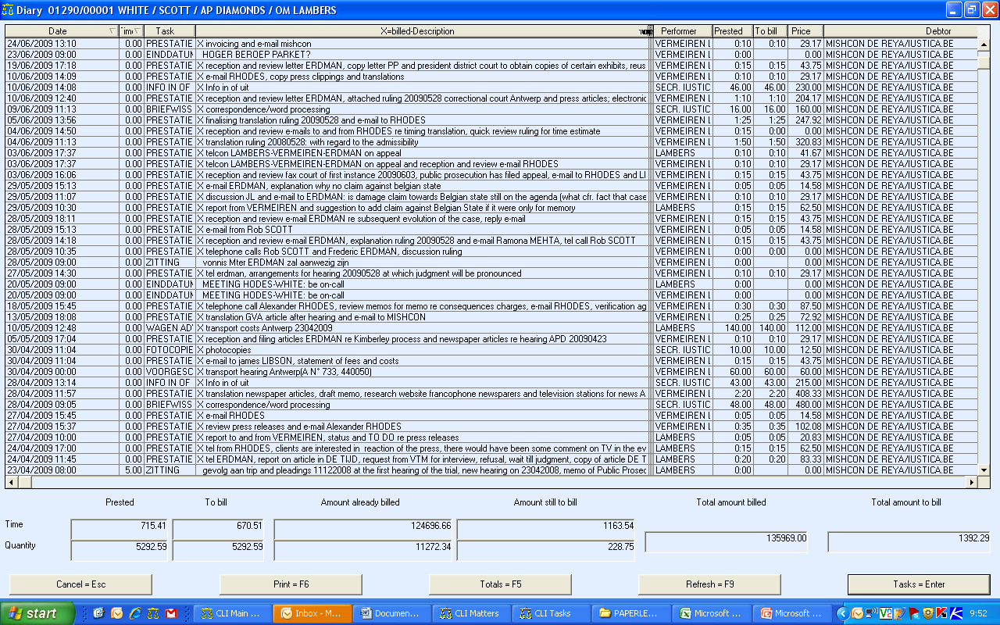 Diary 01290/00001 WHITE / SCOTT / AP DIAMONDS / OM LAMBERS
Date Time Task X=billed-Description Performer Prested To bill Price Debtor
24/06/2009 13:10 0.00 PRESTATIE X invoicing and e-mail mishcon VERMEIREN L 0:10 0:10 29.17 MISHCON DE REYA/IUSTICA.BE
23/06/2009 09:00 0.00 EINDDATUM HOGER BEROEP PARKET? VERMEIREN L 0:00 0.00 MISHCON DE REYA/IUSTICA.BE
19/06/2009 17:18 0.00 PRESTATIE X reception and review letter ERDMAN, copy letter PP and president district court to obtain copies of certain exhibits, reus VERMEIREN L 0:15 0:15 43.75 MISHCON DE REYA/IUSTICA.BE
10/06/2009 14:09 0.00 PRESTATIE X e-mail RHODES, copy press clippings and translations VERMEIREN L 0:10 0:10 29.17 MISHCON DE REYA/IUSTICA.BE
10/06/2009 14:08 0.00 INFO IN OF X Info in of uit SECR. IUSTIC 46.00 46.00 230.00 MISHCON DE REYA/IUSTICA.BE
10/06/2009 12:40 0.00 PRESTATIE X reception and review letter ERDMAN, attached ruling 20090528 correctional court Antwerp and press articles; electronic VERMEIREN L 1:10 1:10 204.17 MISHCON DE REYA/IUSTICA.BE
09/06/2009 11:13 0.00 BRIEFWISS X correspondence/word processing SECR. IUSTIC 16.00 16.00 160.00 MISHCON DE REYA/IUSTICA.BE
05/06/2009 13:56 0.00 PRESTATIE X finalising translation ruling 20090528 and e-mail to RHODES VERMEIREN L 1:25 1:25 247.92 MISHCON DE REYA/IUSTICA.BE
04/06/2009 14:50 0.00 PRESTATIE X reception and review e-mails to and from RHODES re timing translation, quick review ruling for time estimate VERMEIREN L 0:15 0:00 0.00 MISHCON DE REYA/IUSTICA.BE
04/06/2009 11:13 0.00 PRESTATIE X translation ruling 20080528: with regard to the admissibility VERMEIREN L 1:50 1:50 320.83 MISHCON DE REYA/IUSTICA.BE
03/06/2009 17:37 0.00 PRESTATIE X telcon LAMBERS-VERMEIREN-ERDMAN on appeal LAMBERS 0:10 0:10 41.67 MISHCON DE REYA/IUSTICA.BE
03/06/2009 17:37 0.00 PRESTATIE X telcon LAMBERS-VERMEIREN-ERDMAN on appeal and reception and review e-mail RHODES VERMEIREN L 0:10 0:10 29.17 MISHCON DE REYA/IUSTICA.BE
03/06/2009 16:06 0.00 PRESTATIE X reception and review fax court of first instance 20090603, public prosecution has filed appeal, e-mail to RHODES and LI VERMEIREN L 0:15 0:15 43.75 MISHCON DE REYA/IUSTICA.BE
29/05/2009 15:13 0.00 PRESTATIE X e-mail ERDMAN, explanation why no claim against belgian state VERMEIREN L 0:05 0:05 14.58 MISHCON DE REYA/IUSTICA.BE
29/05/2009 11:07 0.00 PRESTATIE X discussion JL and e-mail to ERDMAN: is damage claim towards Belgian state still on the agenda (what cfr. fact that case VERMEIREN L 0:10 0:10 29.17 MISHCON DE REYA/IUSTICA.BE
29/05/2009 10:30 0.00 PRESTATIE X report from VERMEIREN and suggestion to add claim against Belgian State if it were only for memory LAMBERS 0:15 0:15 62.50 MISHCON DE REYA/IUSTICA.BE
28/05/2009 18:11 0.00 PRESTATIE X reception and review e-mail ERDMAN re subsequent evolution of the case, reply e-mail VERMEIREN L 0:15 0:15 43.75 MISHCON DE REYA/IUSTICA.BE
28/05/2009 15:13 0.00 PRESTATIE X e-mail from Rob SCOTT VERMEIREN L 0:05 0:05 14.58 MISHCON DE REYA/IUSTICA.BE
28/05/2009 14:18 0.00 PRESTATIE X reception and review e-mail ERDMAN, explanation ruling 20090528 and e-mail Ramona MEHTA, tel call Rob SCOTT VERMEIREN L 0:15 0:15 43.75 MISHCON DE REYA/IUSTICA.BE
28/05/2009 10:35 0.00 PRESTATIE X telephone calls Rob SCOTT and Frederic ERDMAN, discussion ruling VERMEIREN L 0:00 0:00 0.00 MISHCON DE REYA/IUSTICA.BE
28/05/2009 09:00 0.00 ZITTING vonnis Mter ERDMAN zal aanwezig zijn VERMEIREN L 0:00 0.00 MISHCON DE REYA/IUSTICA.BE
27/05/2009 14:30 0.00 PRESTATIE X tel erdman, arrangements for hearing 20090528 at which judgment will be pronounced VERMEIREN L 0:10 0:10 29.17 MISHCON DE REYA/IUSTICA.BE
20/05/2009 09:00 0.00 EINDDATUM MEETING HODES-WHITE: be on-call LAMBERS 0:00 0.00 MISHCON DE REYA/IUSTICA.BE
20/05/2009 09:00 0.00 EINDDATUM MEETING HODES-WHITE: be on-call VERMEIREN L 0:00 0.00 MISHCON DE REYA/IUSTICA.BE
18/05/2009 15:45 0.00 PRESTATIE X telephone call Alexander RHODES, review memos for memo re consequences charges, e-mail RHODES, verification ag VERMEIREN L 0:30 0:30 87.50 MISHCON DE REYA/IUSTICA.BE
13/05/2009 18:08 0.00 PRESTATIE X translation GVA article after hearing and e-mail to MISHCON VERMEIREN L 0:25 0:25 72.92 MISHCON DE REYA/IUSTICA.BE
10/05/2009 12:48 0.00 WAGEN AD X transport costs Antwerp 23042009 LAMBERS 140.00 140.00 112.00 MISHCON DE REYA/IUSTICA.BE
05/05/2009 17:04 0.00 PRESTATIE X reception and filing articles ERDMAN re Kimberley process and newspaper articles re hearing APD 20090423 VERMEIREN L 0:10 0:10 29.17 MISHCON DE REYA/IUSTICA.BE
30/04/2009 11:04 0.00 FOTOCOPIE X photocopies SECR. IUSTIC 10.00 10.00 12.50 MISHCON DE REYA/IUSTICA.BE
30/04/2009 11:04 0.00 PRESTATIE X e-mail to james LIBSON, statement of fees and costs VERMEIREN L 0:15 0:15 43.75 MISHCON DE REYA/IUSTICA.BE
30/04/2009 00:00 0.00 VOORGESC X transport hearing Antwerp(A N° 733, 440050) VERMEIREN L 60.00 60.00 60.00 MISHCON DE REYA/IUSTICA.BE
28/04/2009 13:14 0.00 INFO IN OF X Info in of uit SECR. IUSTIC 43.00 43.00 215.00 MISHCON DE REYA/IUSTICA.BE
28/04/2009 11:57 0.00 PRESTATIE X translation newspaper articles, draft memo, research website francophone newsparers and television stations for news A VERMEIREN L 2:20 2:20 408.33 MISHCON DE REYA/IUSTICA.BE
28/04/2009 09:05 0.00 BRIEFWISS X correspondence/word processing SECR. IUSTIC 48.00 48.00 480.00 MISHCON DE REYA/IUSTICA.BE
27/04/2009 15:45 0.00 PRESTATIE X e-mail RHODES VERMEIREN L 0:05 0:05 14.58 MISHCON DE REYA/IUSTICA.BE
27/04/2009 15:37 0.00 PRESTATIE X review press releases and e-mail Alexander RHODES VERMEIREN L 0:35 0:35 102.08 MISHCON DE REYA/IUSTICA.BE
27/04/2009 10:00 0.00 PRESTATIE X report to and from VERMEIREN, status and TO DO re press releases LAMBERS 0:05 0:05 20.83 MISHCON DE REYA/IUSTICA.BE
24/04/2009 17:00 0.00 PRESTATIE X tel from RHODES, clients are interested in reaction of the press, there would have been some comment on TV in the ev LAMBERS 0:15 0:15 62.50 MISHCON DE REYA/IUSTICA.BE
24/04/2009 11:45 0.00 PRESTATIE X tel ERDMAN, report on article in DE TIJD, request from VTM for interview, refusal, wait till judgment, copy of article DE T LAMBERS 0:20 0:20 83.33 MISHCON DE REYA/IUSTICA.BE
23/04/2009 08:00 5.00 ZITTING gevolg aan trip and pleadings 11122008 at the first hearing of the trial, new hearing on 23042009, memo of Public Prosec LAMBERS 0:00 0.00 MISHCON DE REYA/IUSTICA.BE
Prested To bill Amount already billed Amount still to bill Total amount billed Total amount to bill
Time 715.41 670.51 124696.66 1163.54 135969.00 1392.29
Quantity 5292.59 5292.59 11272.34 228.75
Cancel = Esc Print = F6 Totals = F5 Refresh = F9 Tasks = Enter
start CLI Main ... Inbox - M... Documen... CLI Matters CLI Tasks PAPERLE... Microsoft ... Microsoft ... 9:52